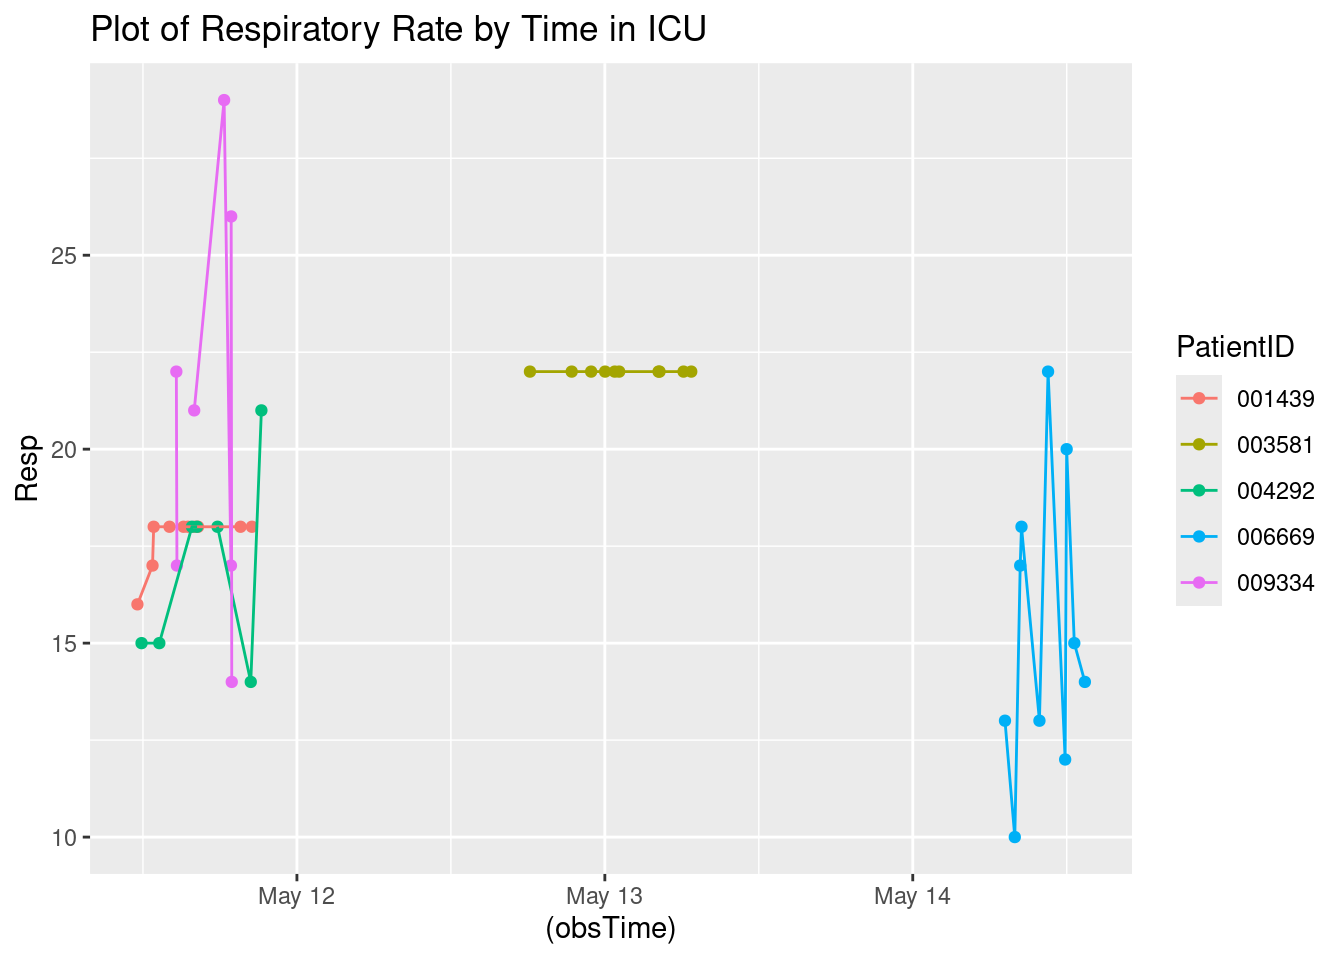 Plot of Respiratory Rate by Time in ICU
Resp
25
20
15
10
May 12
May 13
May 14
(obsTime)
PatientID
001439
003581
004292
006669
009334